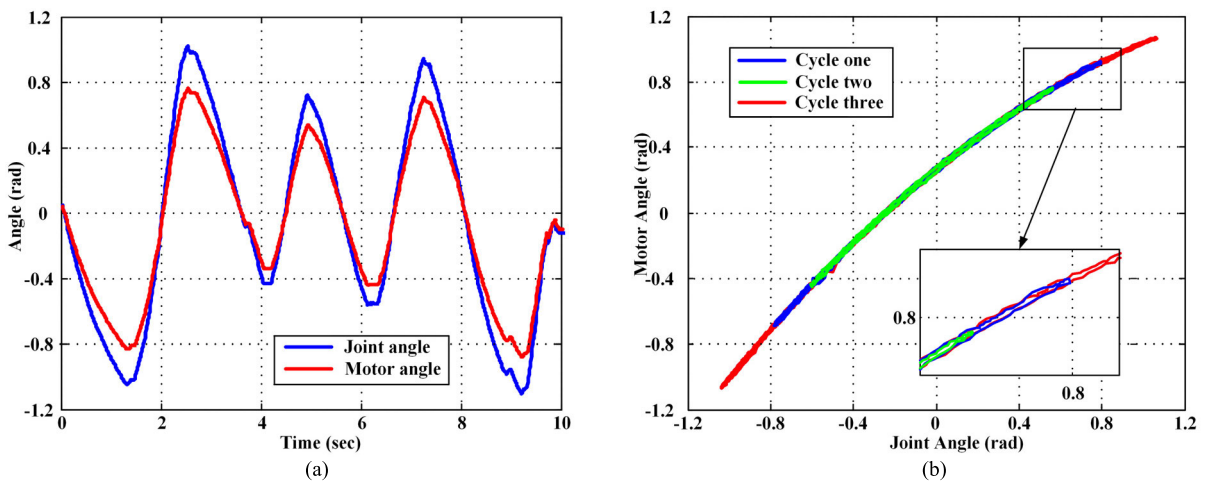 1.2
0.8
0.4
0
-0.4
-0.8
-1.2
Angle (rad)
Joint angle
Motor angle
0 2 4 6 8 10
Time (sec)
(a)
1.2
0.8
0.4
0
-0.4
-0.8
-1.2
Motor Angle (rad)
Cycle one
Cycle two
Cycle three
0.8
0.8
-1.2 -0.8 -0.4 0 0.4 0.8 1.2
Joint Angle (rad)
(b)